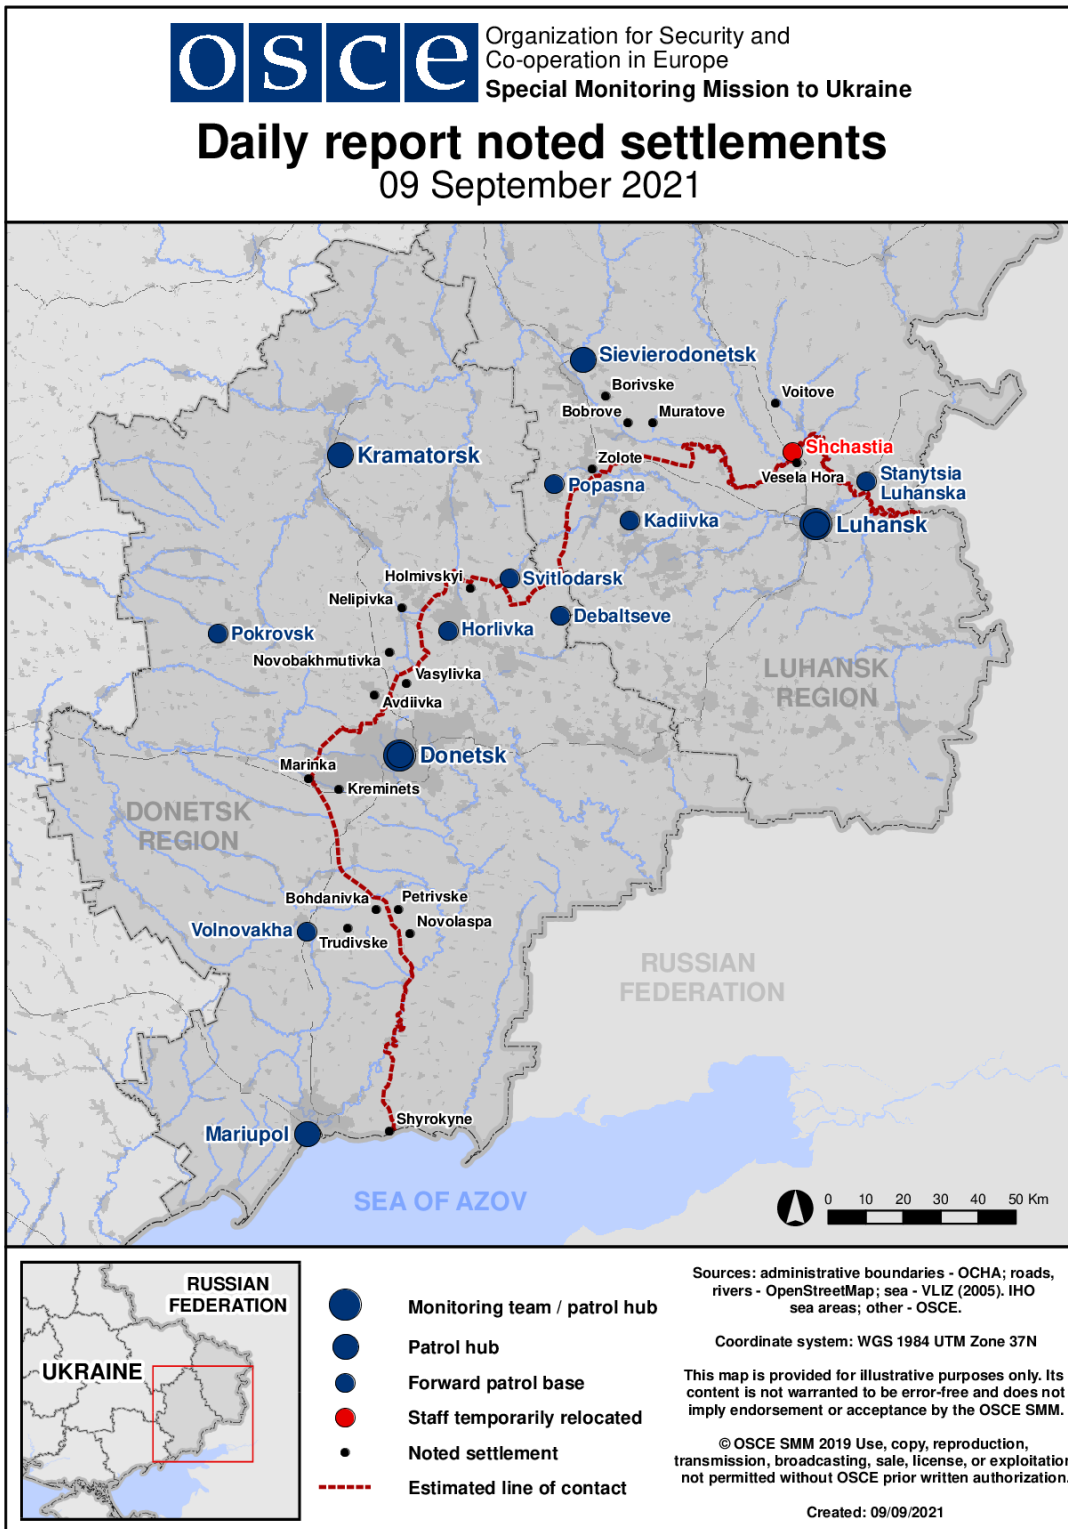 osce
Organization for Security and
Co-operation in Europe
Special Monitoring Mission to Ukraine
Daily report noted settlements
09 September 2021
Sievierodonetsk
Borivske
Voitove
Bobrove
Muratove
Shchastia
Kramatorsk
Zolote
Vesela Hora
Stanytsia
Luhanska
Popasna
Kadiivka
Luhansk
Holmivskyi
Svitlodarsk
Nelipivka
Debaltseve
Pokrovsk
Horlivka
Novobakhmutivka
Vasylivka
LUHANSK
REGION
Avdiivka
Donetsk
Marinka
Kreminets
DONETSK
REGION
Bohdanivka
Petrivske
Novolaspa
Volnovakha
Trudivske
RUSSIAN
FEDERATION
Shyrokyne
Mariupol
SEA OF AZOV
0 10 20 30 40 50 Km
RUSSIAN
FEDERATION
UKRAINE
Monitoring team / patrol hub
Patrol hub
Forward patrol base
Staff temporarily relocated
Noted settlement
Estimated line of contact
Sources: administrative boundaries - OCHA; roads,
rivers - OpenStreetMap; sea - VLIZ (2005). IHO
sea areas; other - OSCE.
Coordinate system: WGS 1984 UTM Zone 37N
This map is provided for illustrative purposes only. Its
content is not warranted to be error-free and does not
imply endorsement or acceptance by the OSCE SMM.
© OSCE SMM 2019 Use, copy, reproduction,
transmission, broadcasting, sale, license, or exploitation
not permitted without OSCE prior written authorization.
Created: 09/09/2021